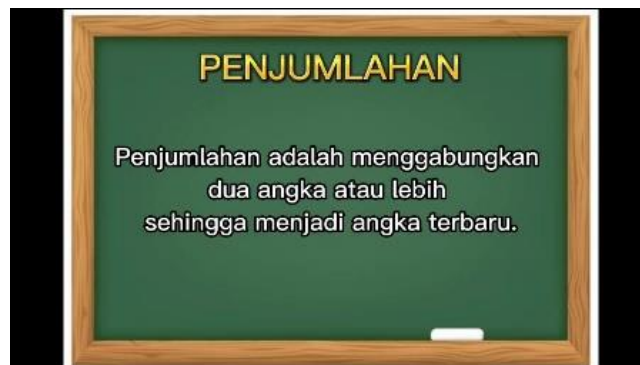 PENJUMLAHAN
Penjumlahan adalah menggabungkan
dua angka atau lebih
sehingga menjadi angka terbaru.